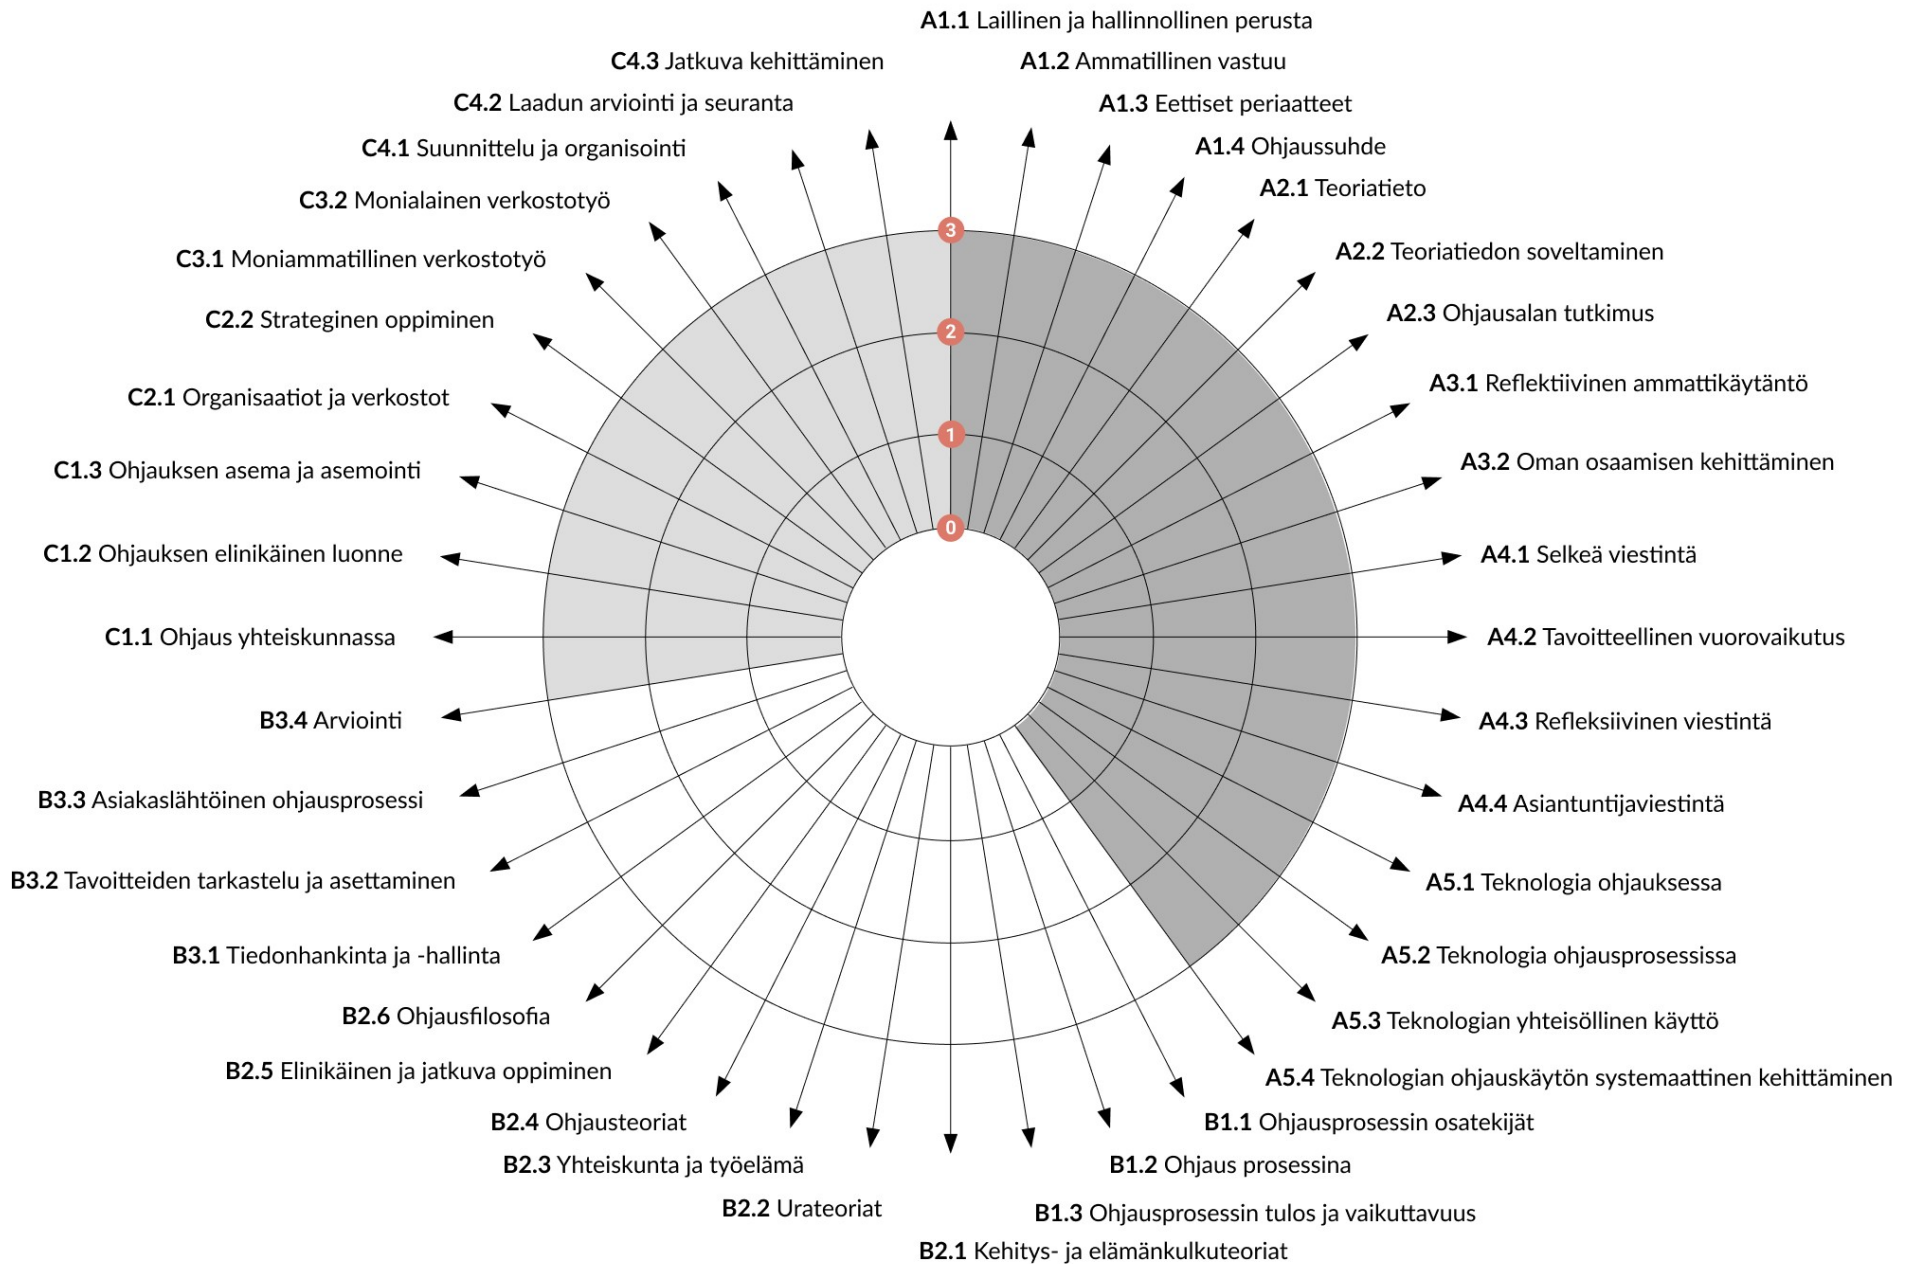 A1.1 Laillinen ja hallinnollinen perusta
A1.2 Ammatillinen vastuu
A1.3 Eettiset periaatteet
A1.4 Ohjaussuhde
A2.1 Teoriatieto
A2.2 Teoriatiedon soveltaminen
A2.3 Ohjausalan tutkimus
A3.1 Reflektiivinen ammattikäytäntö
A3.2 Oman osaamisen kehittäminen
A4.1 Selkeä viestintä
A4.2 Tavoitteellinen vuorovaikutus
A4.3 Refleksiivinen viestintä
A4.4 Asiantuntijaviestintä
A5.1 Teknologia ohjauksessa
A5.2 Teknologia ohjausprosessissa
A5.3 Teknologian yhteisöllinen käyttö
A5.4 Teknologian ohjauskäytön systemaattinen kehittäminen
B1.1 Ohjausprosessin osatekijät
B1.2 Ohjaus prosessina
B1.3 Ohjausprosessin tulos ja vaikuttavuus
B2.1 Kehitys- ja elämänkulkuteoriat
B2.2 Urateoriat
B2.3 Yhteiskunta ja työelämä
B2.4 Ohjausteoriat
B2.5 Elinikäinen ja jatkuva oppiminen
B2.6 Ohjausfilosofia
B3.1 Tiedonhankinta ja -hallinta
B3.2 Tavoitteiden tarkastelu ja asettaminen
B3.3 Asiakaslähtöinen ohjausprosessi
B3.4 Arviointi
C1.1 Ohjaus yhteiskunnassa
C1.2 Ohjauksen elinikäinen luonne
C1.3 Ohjauksen asema ja asemointi
C2.1 Organisaatiot ja verkostot
C2.2 Strateginen oppiminen
C3.1 Moniammatillinen verkostotyö
C3.2 Monialainen verkostotyö
C4.1 Suunnittelu ja organisointi
C4.2 Laadun arviointi ja seuranta
C4.3 Jatkuva kehittäminen
3
2
1
0